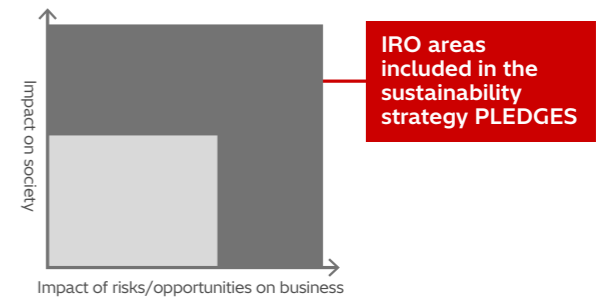 IRO areas
included in the
sustainability
strategy PLEDGES
Impact on society
Impact of risks/opportunities on business